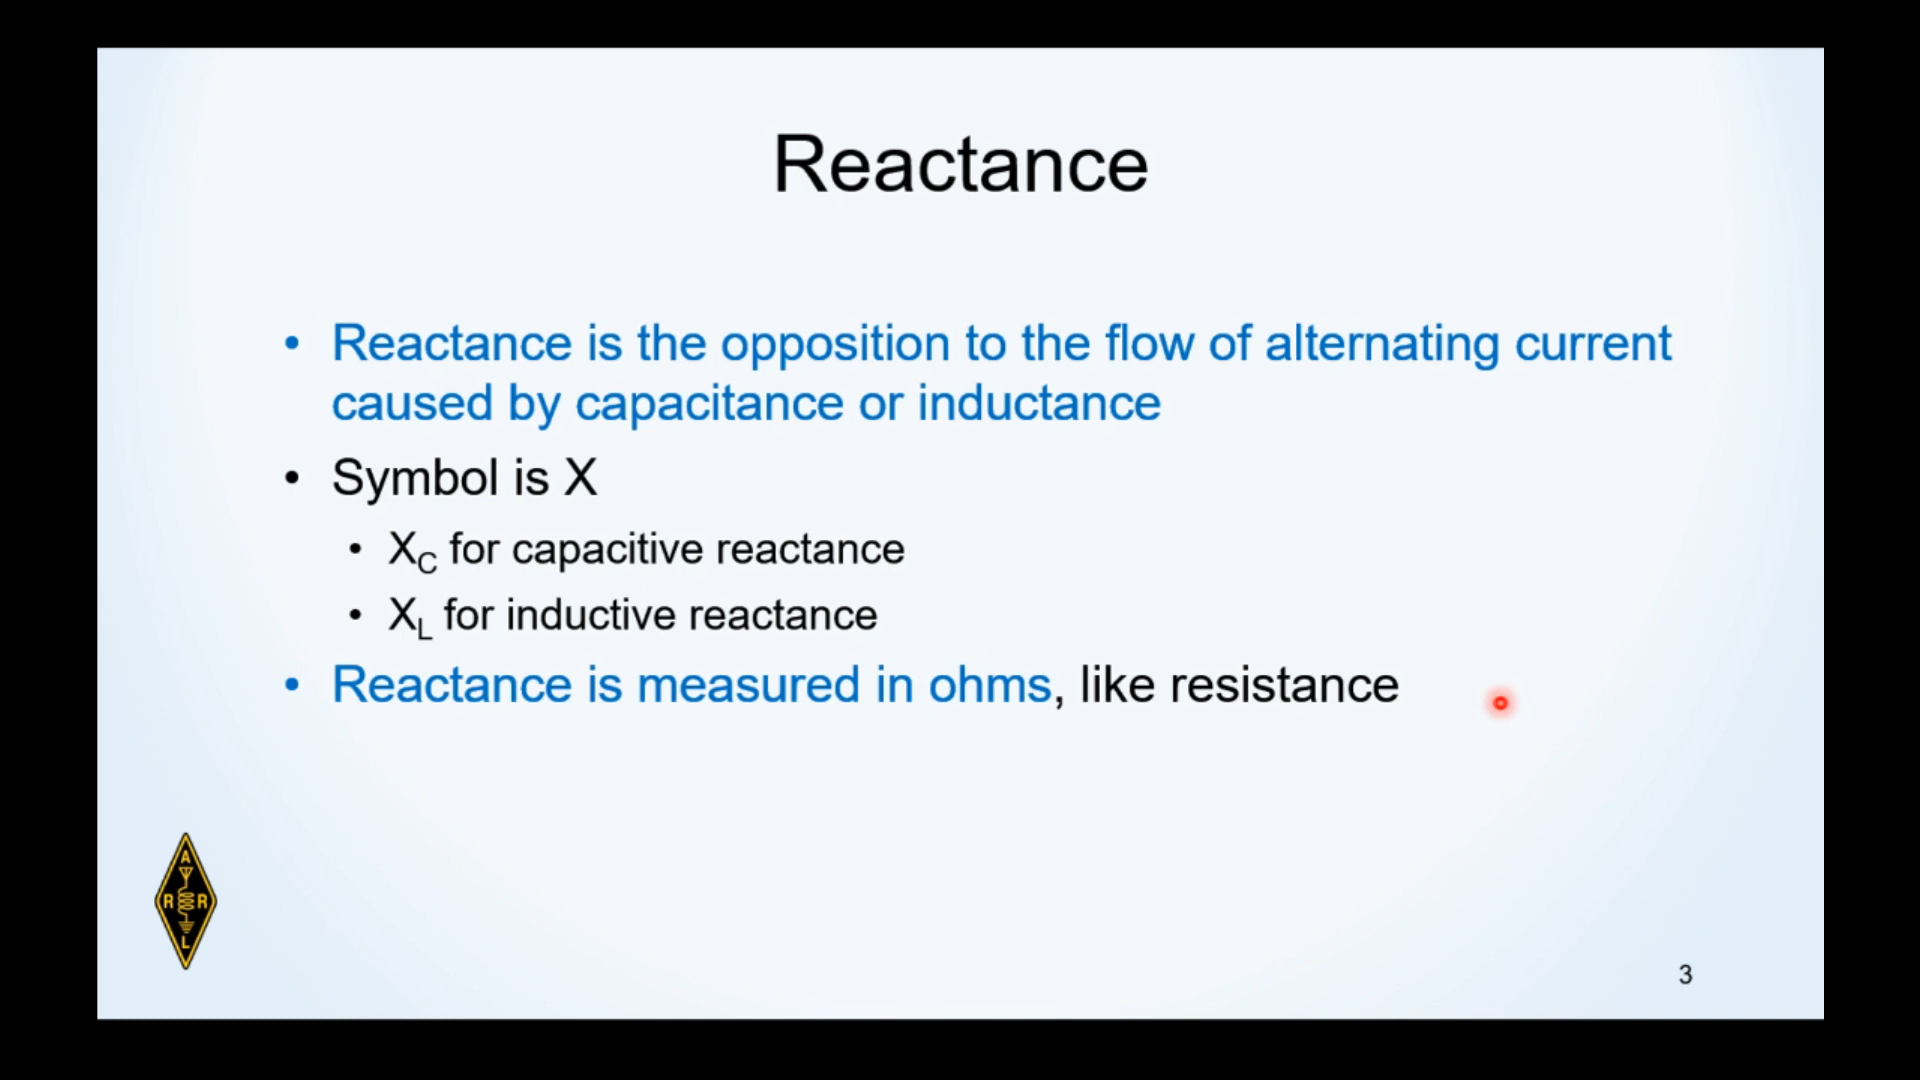 Reactance
• Reactance is the opposition to the flow of alternating current
caused by capacitance or inductance
• Symbol is X
• X_C for capacitive reactance
• X_L for inductive reactance
• Reactance is measured in ohms, like resistance
A
R R
L
3